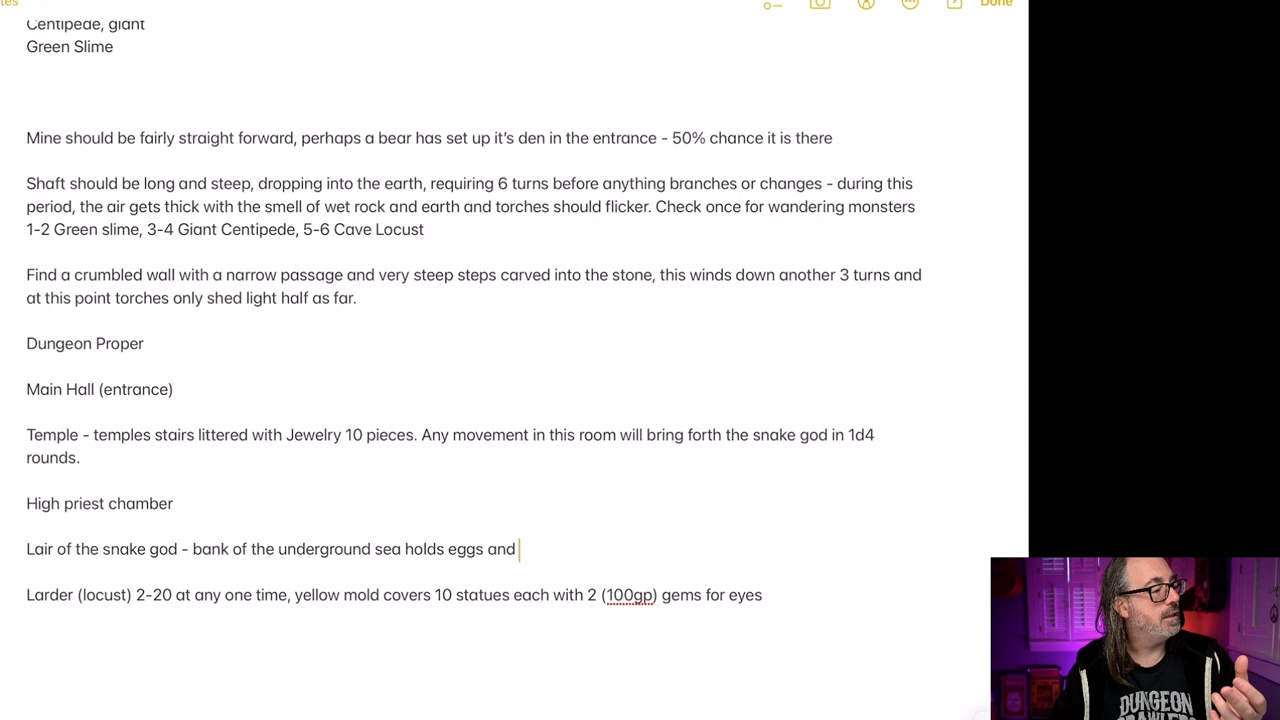 tes
Done
Centipede, giant
Green Slime
Mine should be fairly straight forward, perhaps a bear has set up it's den in the entrance - 50% chance it is there
Shaft should be long and steep, dropping into the earth, requiring 6 turns before anything branches or changes - during this
period, the air gets thick with the smell of wet rock and earth and torches should flicker. Check once for wandering monsters
1-2 Green slime, 3-4 Giant Centipede, 5-6 Cave Locust
Find a crumbled wall with a narrow passage and very steep steps carved into the stone, this winds down another 3 turns and
at this point torches only shed light half as far.
Dungeon Proper
Main Hall (entrance)
Temple - temples stairs littered with Jewelry 10 pieces. Any movement in this room will bring forth the snake god in 1d4
rounds.
High priest chamber
Lair of the snake god - bank of the underground sea holds eggs and
Larder (locust) 2-20 at any one time, yellow mold covers 10 statues each with 2 (100gp) gems for eyes
DUNGEON